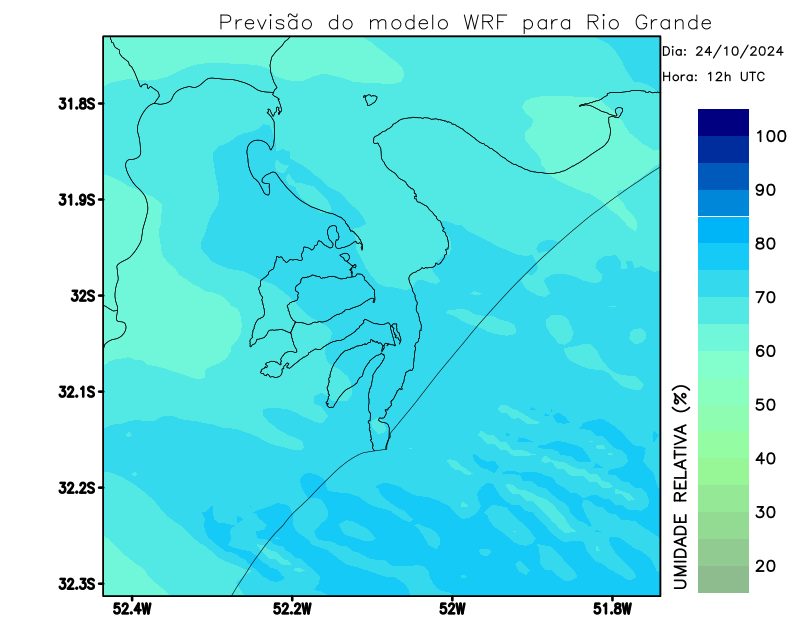 Previsão do modelo WRF para Rio Grande
Dia: 24/10/2024
Hora: 12h UTC
31.8S
31.9S
32S
32.1S
32.2S
32.3S
52.4W
52.2W
52W
51.8W
100
90
80
70
60
50
40
30
20
UMIDADE RELATIVA (%)